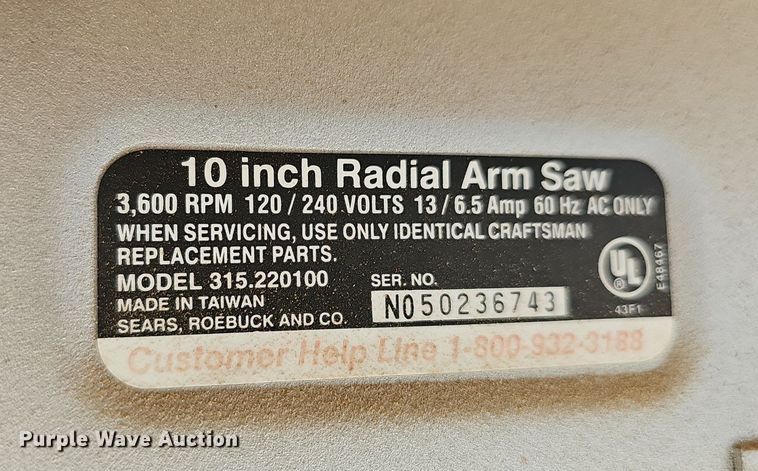 10 inch Radial Arm Saw
3,600 RPM 120 / 240 VOLTS 13 / 6.5 Amp 60 Hz AC ONLY
WHEN SERVICING, USE ONLY IDENTICAL CRAFTSMAN
REPLACEMENT PARTS.
MODEL 315.220100 SER. NO.
MADE IN TAIWAN N050236743
SEARS, ROEBUCK AND CO.
UL
®
E48467
43F1
Customer Help Line 1-800-932-3188
Purple Wave Auction